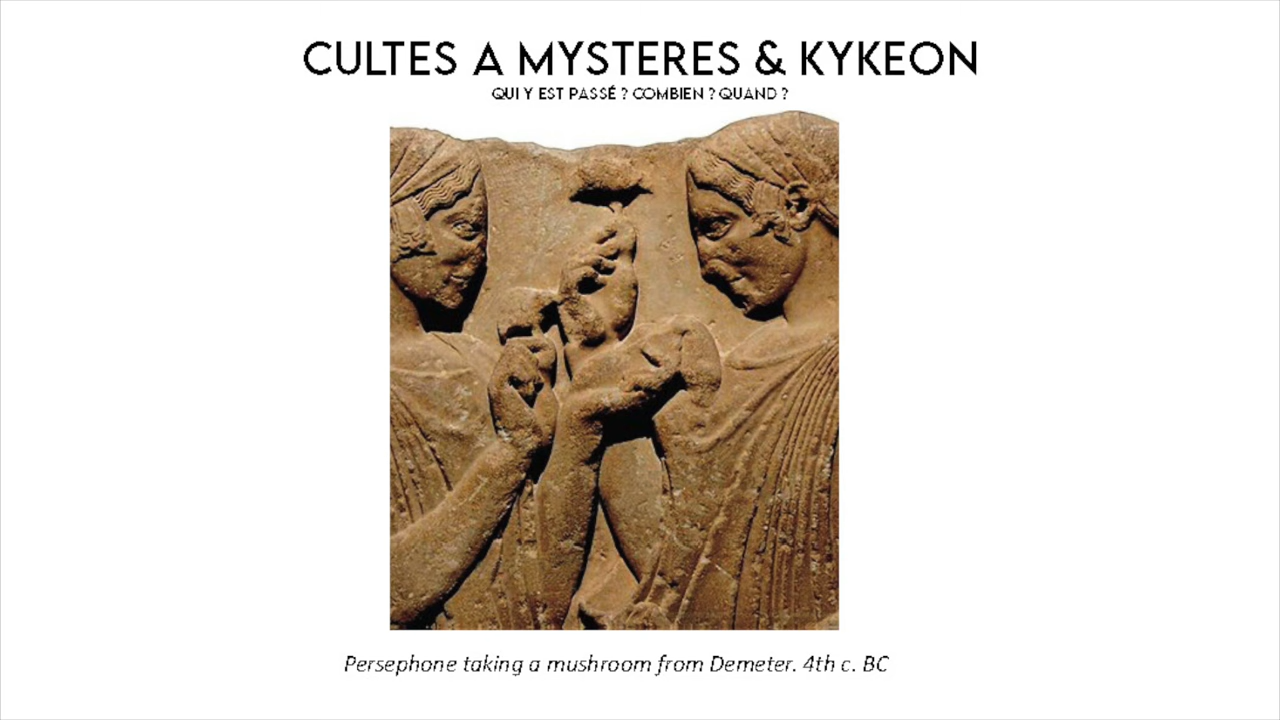 CULTES A MYSTERES & KYKEON
QUI Y EST PASSÉ ? COMBIEN ? QUAND ?
Persephone taking a mushroom from Demeter. 4th c. BC